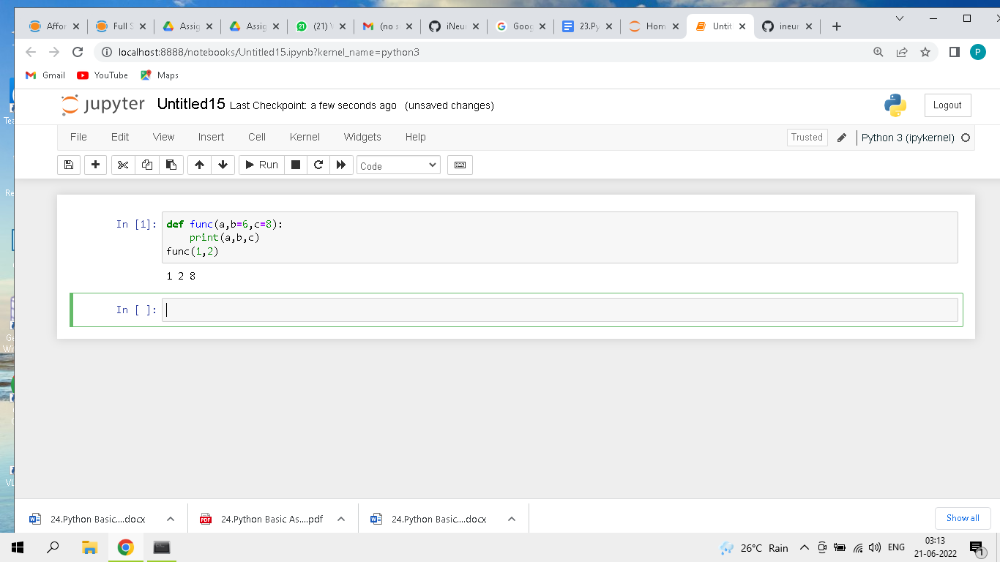 Affor
Full S
Assig
Assig
(21)
(no s
iNeur
Goog
23.Py
Hom
Untit
ineur
localhost:8888/notebooks/Untitled15.ipynb?kernel_name=python3
P
Gmail
YouTube
Maps
jupyter
Untitled15
Last Checkpoint: a few seconds ago (unsaved changes)
Logout
File Edit View Insert Cell Kernel Widgets Help
Trusted
Python 3 (ipykernel)
Run
Code
In [1]:
def func(a,b=6,c=8):
    print(a,b,c)
func(1,2)
1 2 8
In [ ]:
24.Python Basic....docx
PDF
24.Python Basic As....pdf
24.Python Basic....docx
Show all
26°C Rain
ENG
03:13
21-06-2022
1